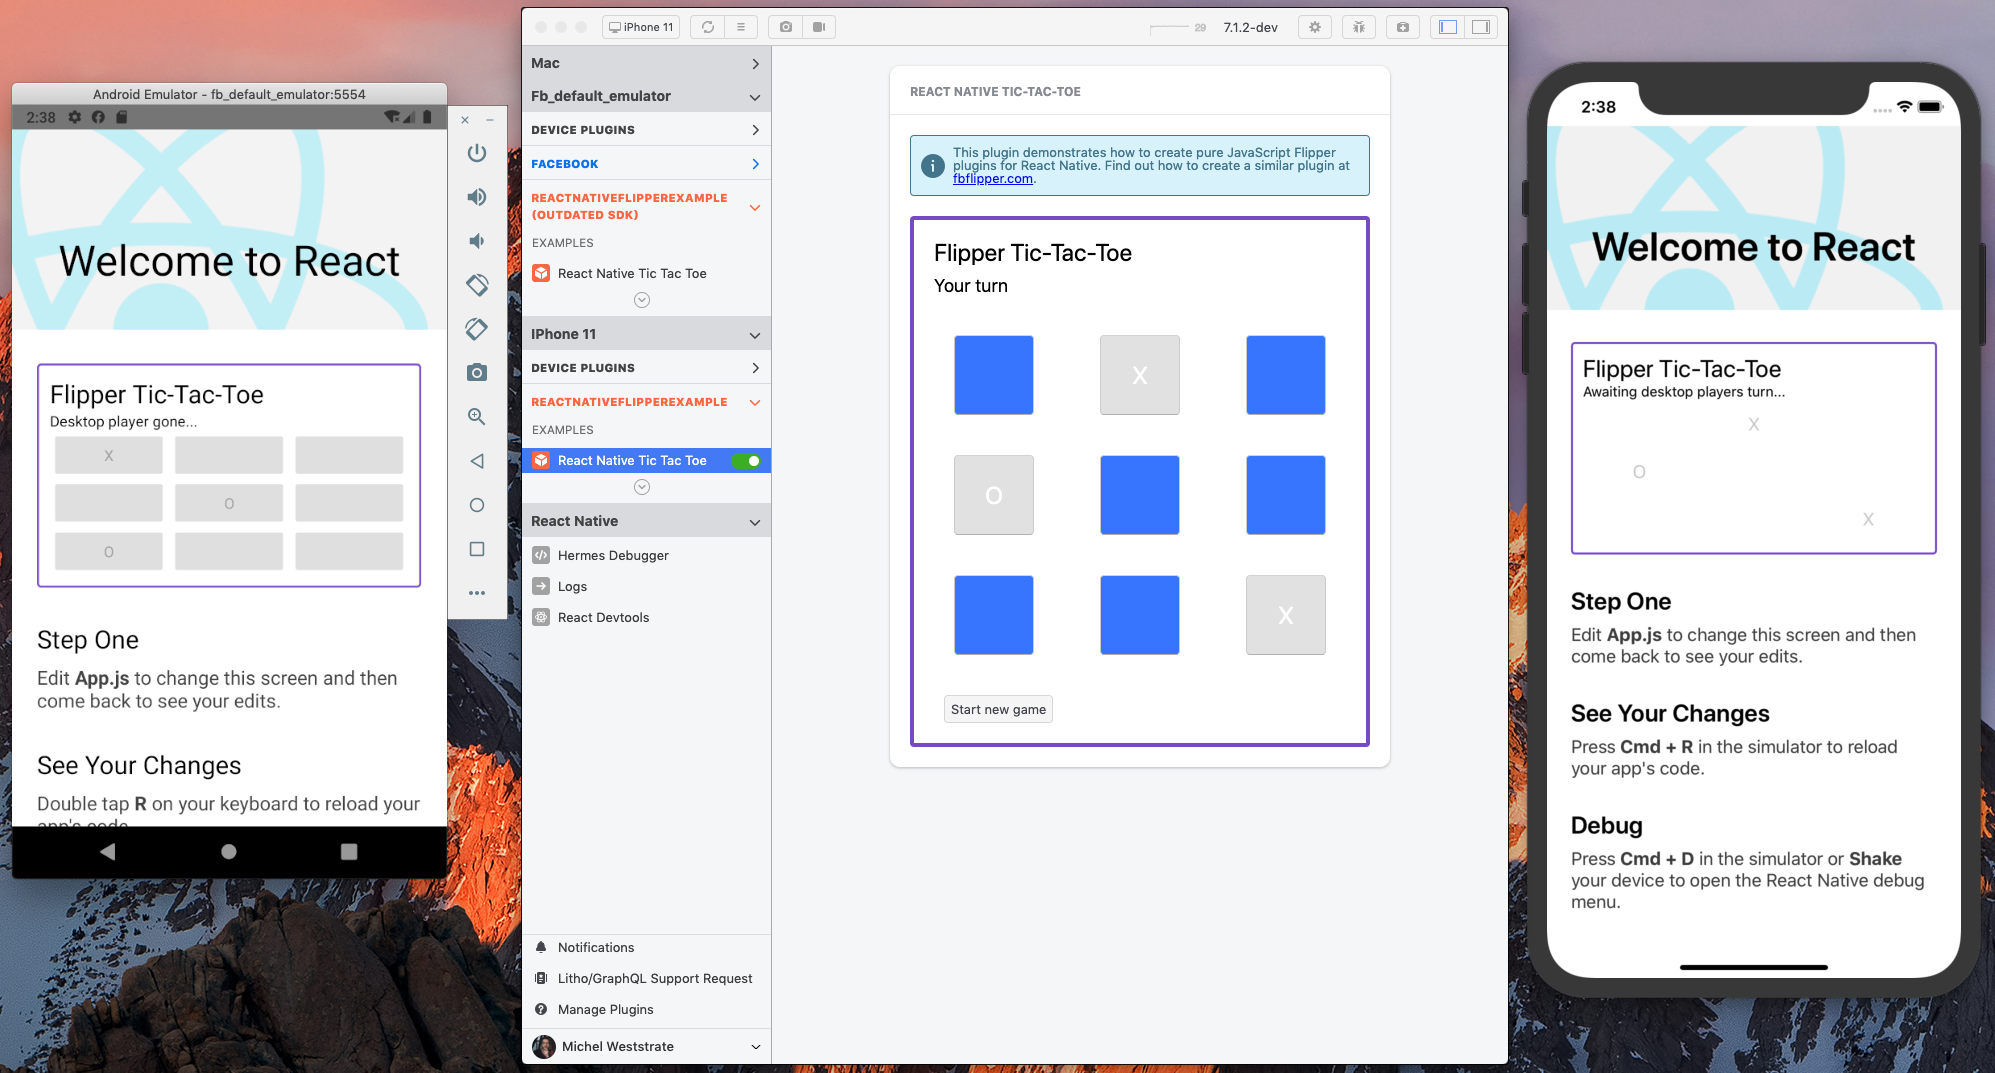 Android Emulator - fb_default_emulator:5554
2:38
Welcome to React
Flipper Tic-Tac-Toe
Desktop player gone...
X
O
O
Step One
Edit App.js to change this screen and then
come back to see your edits.
See Your Changes
Double tap R on your keyboard to reload your
app's code
iPhone 11
29
7.1.2-dev
Mac
Fb_default_emulator
DEVICE PLUGINS
FACEBOOK
REACTNATIVEFLIPPEREXAMPLE
(OUTDATED SDK)
EXAMPLES
React Native Tic Tac Toe
IPhone 11
DEVICE PLUGINS
REACTNATIVEFLIPPEREXAMPLE
EXAMPLES
React Native Tic Tac Toe
React Native
Hermes Debugger
Logs
React Devtools
Notifications
Litho/GraphQL Support Request
Manage Plugins
Michel Weststrate
REACT NATIVE TIC-TAC-TOE
This plugin demonstrates how to create pure JavaScript Flipper
plugins for React Native. Find out how to create a similar plugin at
fbflipper.com.
Flipper Tic-Tac-Toe
Your turn
X
O
X
Start new game
2:38
Welcome to React
Flipper Tic-Tac-Toe
Awaiting desktop players turn...
X
O
X
Step One
Edit App.js to change this screen and then
come back to see your edits.
See Your Changes
Press Cmd + R in the simulator to reload
your app's code.
Debug
Press Cmd + D in the simulator or Shake
your device to open the React Native debug
menu.